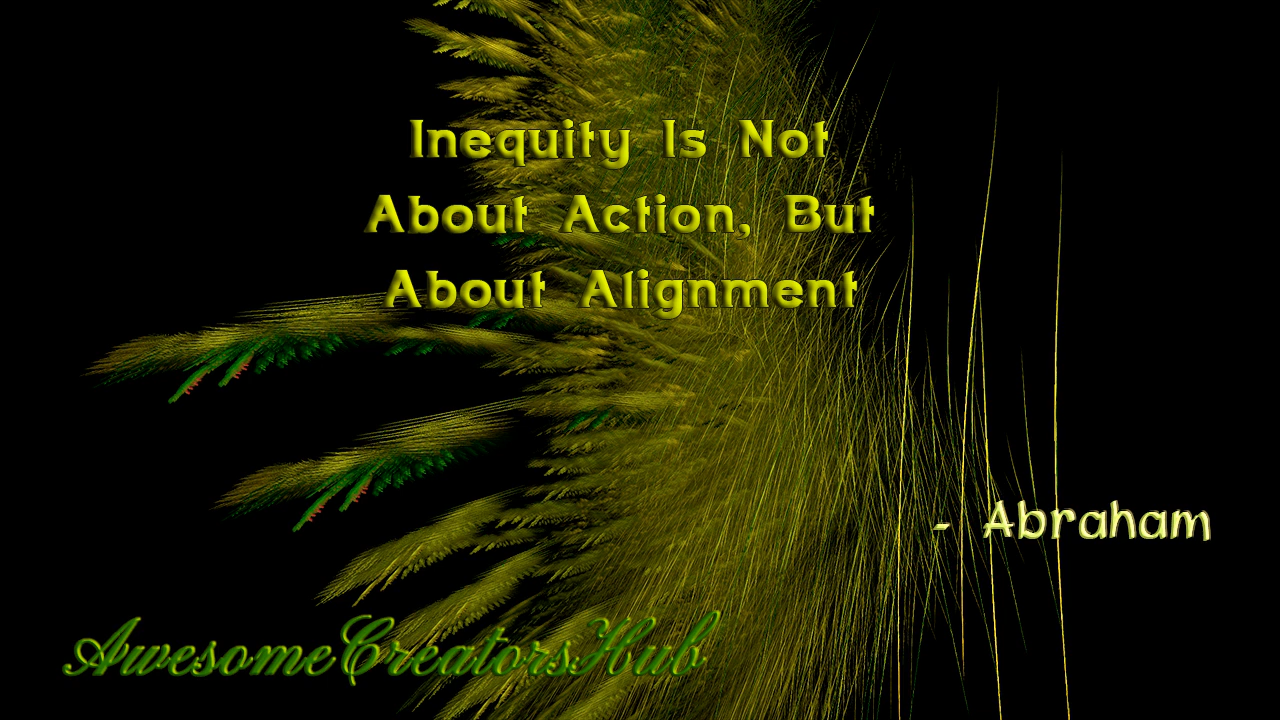 Inequity Is Not
About Action, But
About Alignment
- Abraham
AwesomeCreatorsHub